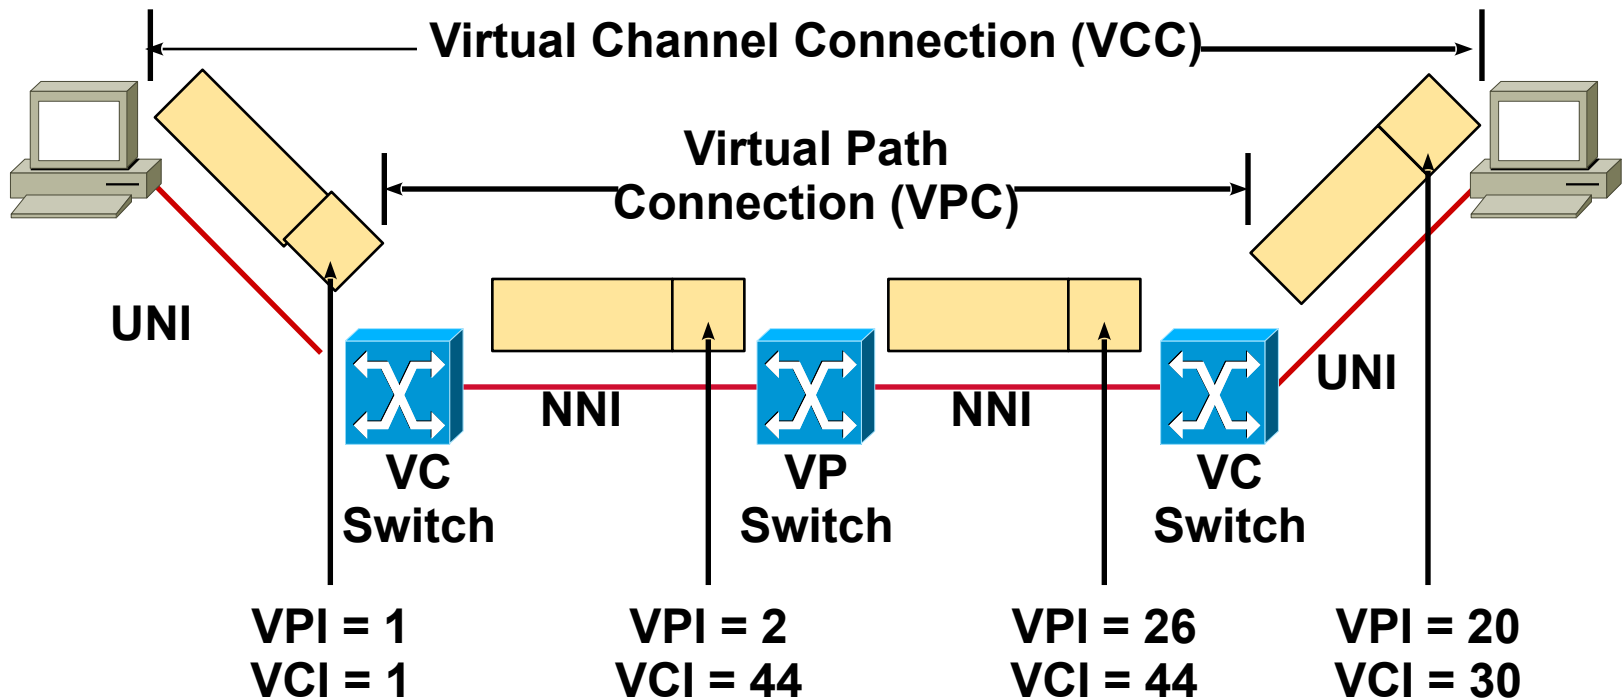 Virtual Channel Connection (VCC)
Virtual Path
Connection (VPC)
UNI
NNI
NNI
UNI
VC
Switch
VP
Switch
VC
Switch
VPI = 1
VCI = 1
VPI = 2
VCI = 44
VPI = 26
VCI = 44
VPI = 20
VCI = 30